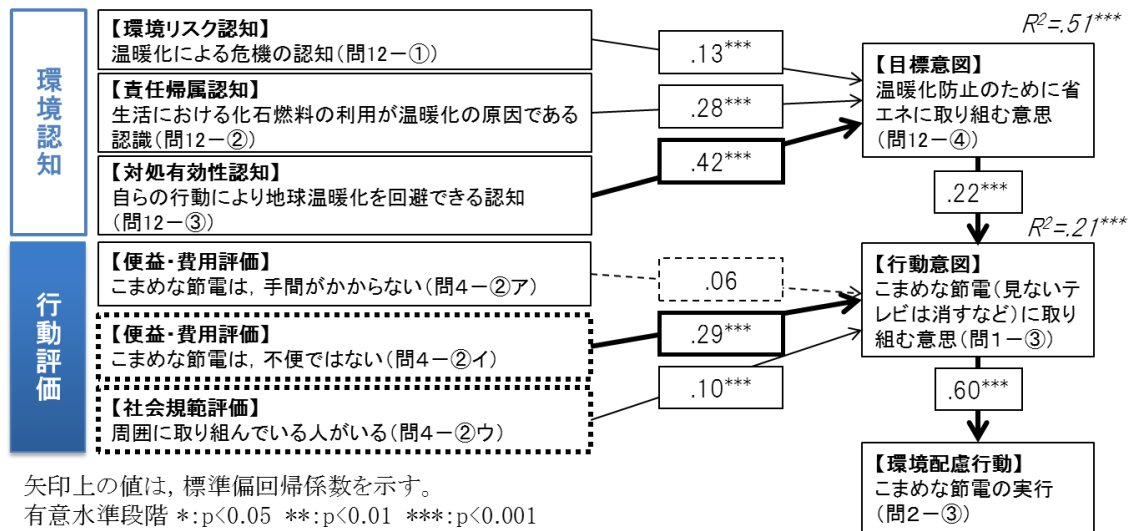 環境認知
【環境リスク認知】
温暖化による危機の認知(問12-①)
【責任帰属認知】
生活における化石燃料の利用が温暖化の原因である
認識(問12-②)
【対処有効性認知】
自らの行動により地球温暖化を回避できる認知
(問12-③)
.13***
.28***
.42***
R²=.51***
【目標意図】
温暖化防止のために省
エネに取り組む意思
(問12-④)
.22***
行動評価
【便益・費用評価】
こまめな節電は,手間がかからない(問4-②ア)
【便益・費用評価】
こまめな節電は,不便ではない(問4-②イ)
【社会規範評価】
周囲に取り組んでいる人がいる(問4-②ウ)
.06
.29***
.10***
R²=.21***
【行動意図】
こまめな節電(見ないテ
レビは消すなど)に取り
組む意思(問1-③)
.60***
【環境配慮行動】
こまめな節電の実行
(問2-③)
矢印上の値は,標準偏回帰係数を示す。
有意水準段階 *:p<0.05 **:p<0.01 ***:p<0.001